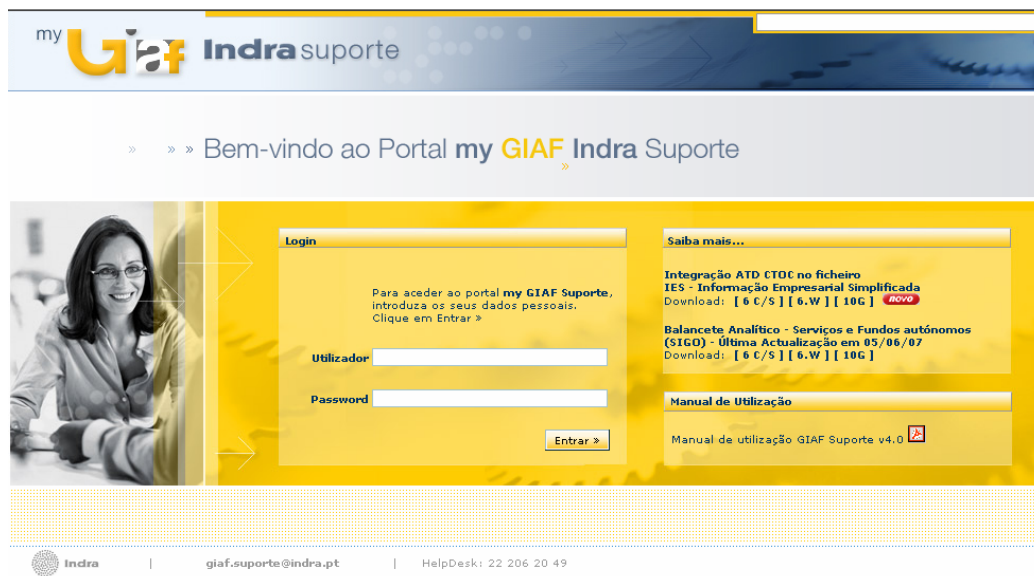 my Giaf Indra suporte
» » » Bem-vindo ao Portal my GIAF Indra Suporte
»
Login
Para aceder ao portal my GIAF Suporte,
introduza os seus dados pessoais.
Clique em Entrar »
Utilizador
Password
Entrar »
Saiba mais...
Integração ATD CTOC no ficheiro
IES - Informação Empresarial Simplificada
Download: [ 6 C/S ] [ 6.W ] [ 10G ] novo
Balancete Analítico - Serviços e Fundos autónomos
(SIGO) - Última Actualização em 05/06/07
Download: [ 6 C/S ] [ 6.W ] [ 10G ]
Manual de Utilização
Manual de utilização GIAF Suporte v4.0
Indra | giaf.suporte@indra.pt | HelpDesk: 22 206 20 49